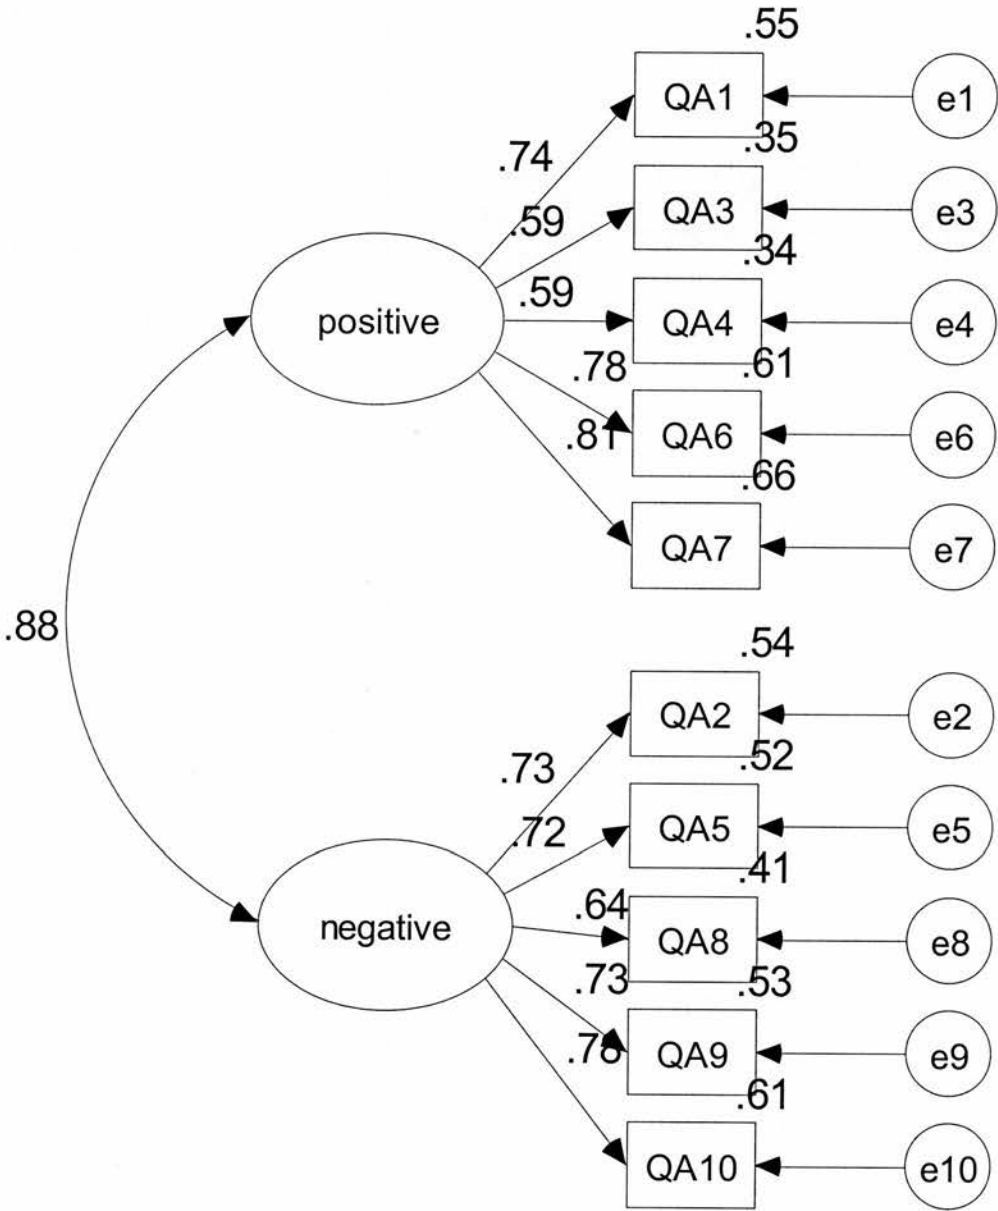 .55
QA1
e1
.74
.35
QA3
e3
.59
.34
QA4
e4
.59
positive
.78
.61
QA6
e6
.81
.66
QA7
e7
.88
.54
QA2
e2
.73
.52
QA5
e5
.72
.41
QA8
e8
.64
negative
.73
.53
QA9
e9
.78
.61
QA10
e10